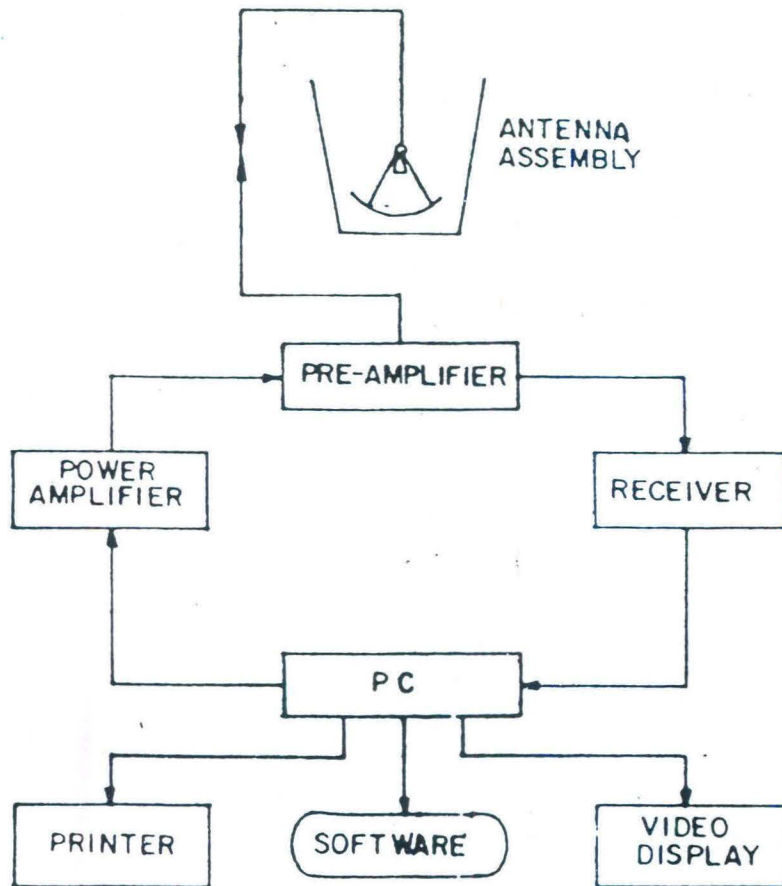 ANTENNA
ASSEMBLY
PRE-AMPLIFIER
POWER
AMPLIFIER
RECEIVER
PC
PRINTER
SOFTWARE
VIDEO
DISPLAY